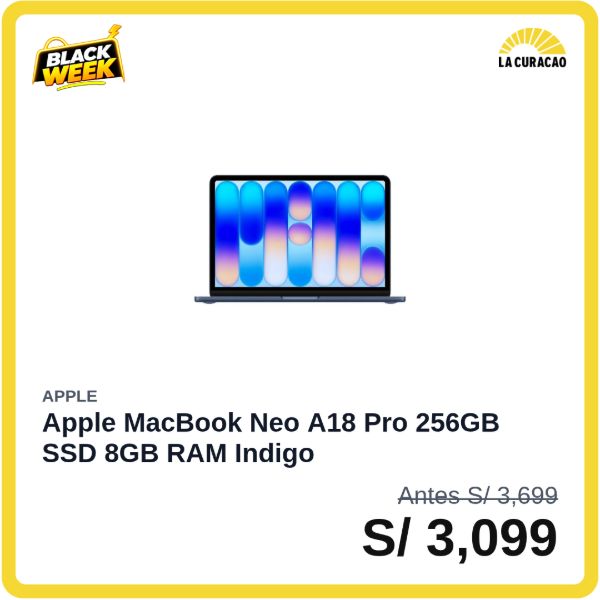 BLACK
WEEK
LA CURACAO
APPLE
Apple MacBook Neo A18 Pro 256GB
SSD 8GB RAM Indigo
Antes S/ 3,699
S/ 3,099